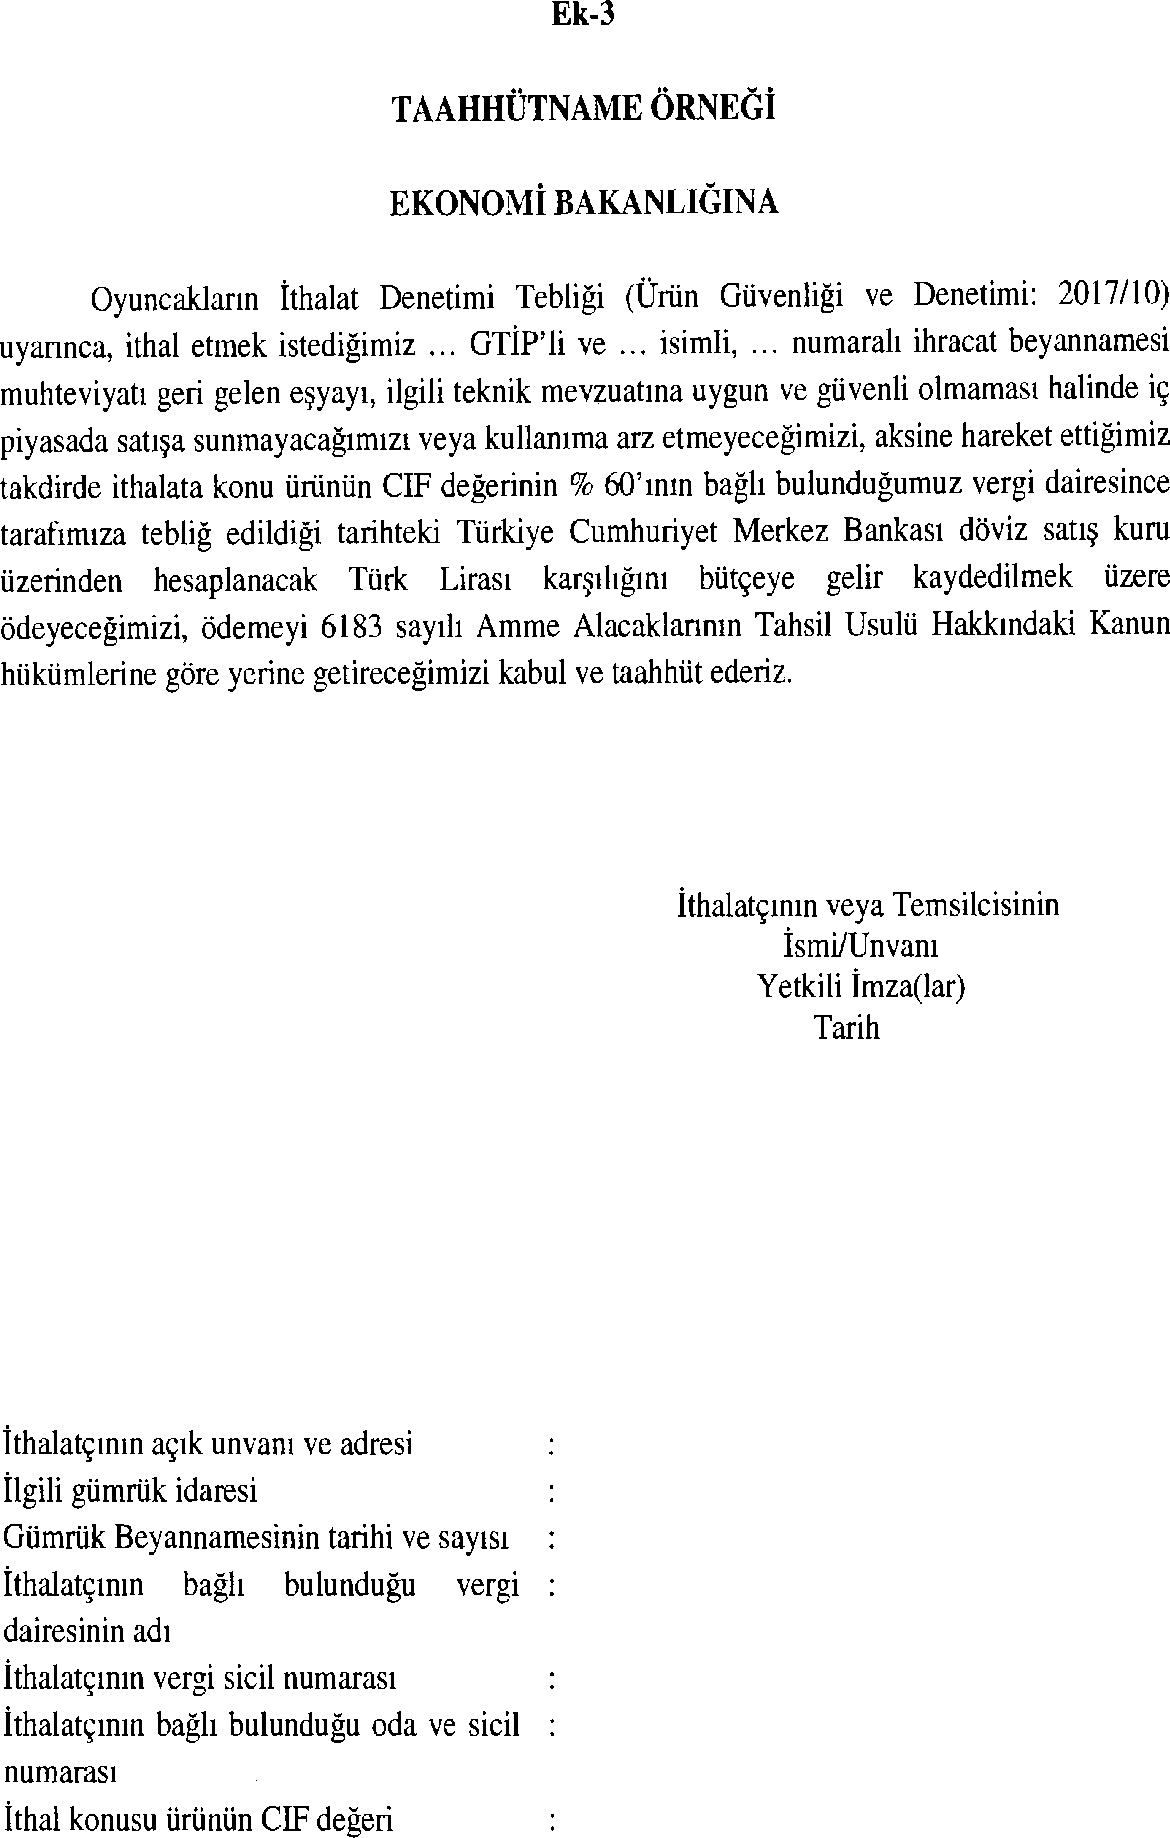 Ek-3
TAAHHÜTNAME ÖRNEĞİ
EKONOMİ BAKANLIĞINA
Oyuncakların İthalat Denetimi Tebliği (Ürün Güvenliği ve Denetimi: 2017/10)
uyarınca, ithal etmek istediğimiz ... GTİP'li ve ... isimli, ... numaralı ihracat beyannamesi
muhteviyatı geri gelen eşyayı, ilgili teknik mevzuatına uygun ve güvenli olmaması halinde iç
piyasada satışa sunmayacağımızı veya kullanıma arz etmeyeceğimizi, aksine hareket ettiğimiz
takdirde ithalata konu ürünün CIF değerinin % 60'ının bağlı bulunduğumuz vergi dairesince
tarafımıza tebliğ edildiği tarihteki Türkiye Cumhuriyet Merkez Bankası döviz satış kuru
üzerinden hesaplanacak Türk Lirası karşılığını bütçeye gelir kaydedilmek üzere
ödeyeceğimizi, ödemeyi 6183 sayılı Amme Alacaklarının Tahsil Usulü Hakkındaki Kanun
hükümlerine göre yerine getireceğimizi kabul ve taahhüt ederiz.
İthalatçının veya Temsilcisinin
İsmi/Unvanı
Yetkili İmza(lar)
Tarih
İthalatçının açık unvanı ve adresi :
İlgili gümrük idaresi :
Gümrük Beyannamesinin tarihi ve sayısı :
İthalatçının bağlı bulunduğu vergi :
dairesinin adı
İthalatçının vergi sicil numarası :
İthalatçının bağlı bulunduğu oda ve sicil :
numarası
İthal konusu ürünün CIF değeri :